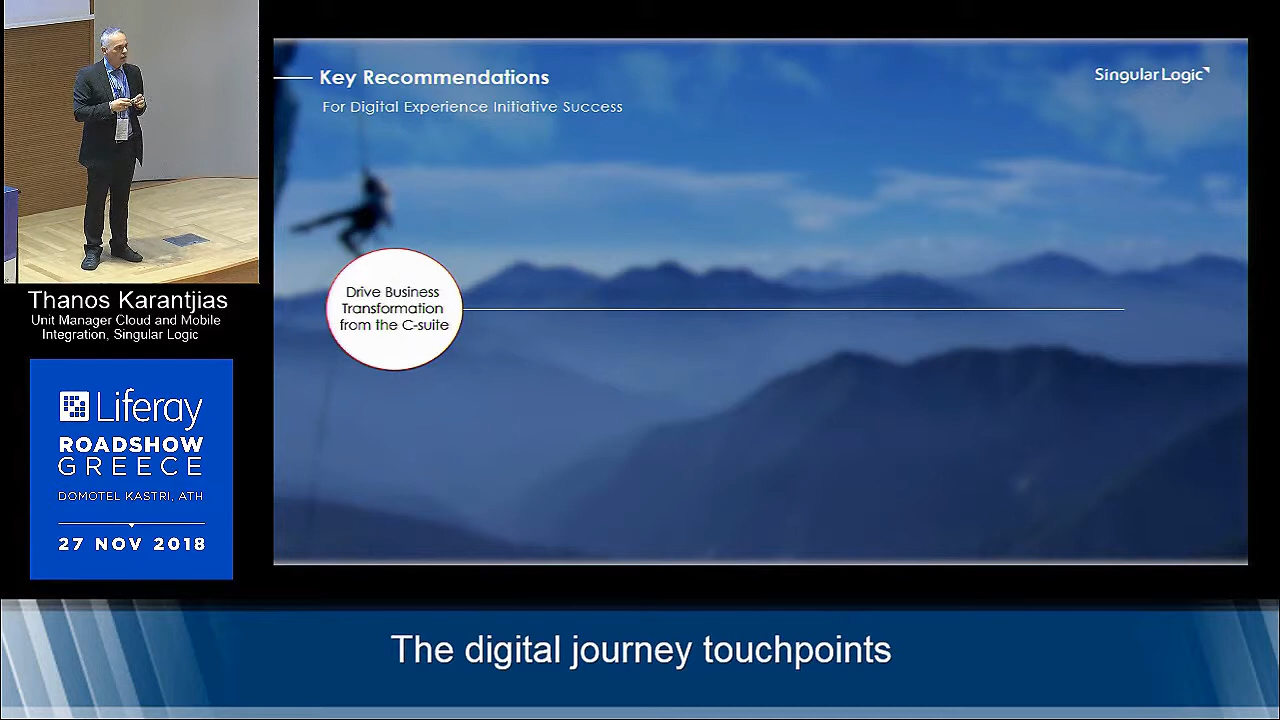 Key Recommendations
For Digital Experience Initiative Success
SingularLogic
Drive Business
Transformation
from the C-suite
Thanos Karantjias
Unit Manager Cloud and Mobile
Integration, Singular Logic
Liferay
ROADSHOW
GREECE
DOMOTEL KASTRI, ATH
27 NOV 2018
The digital journey touchpoints